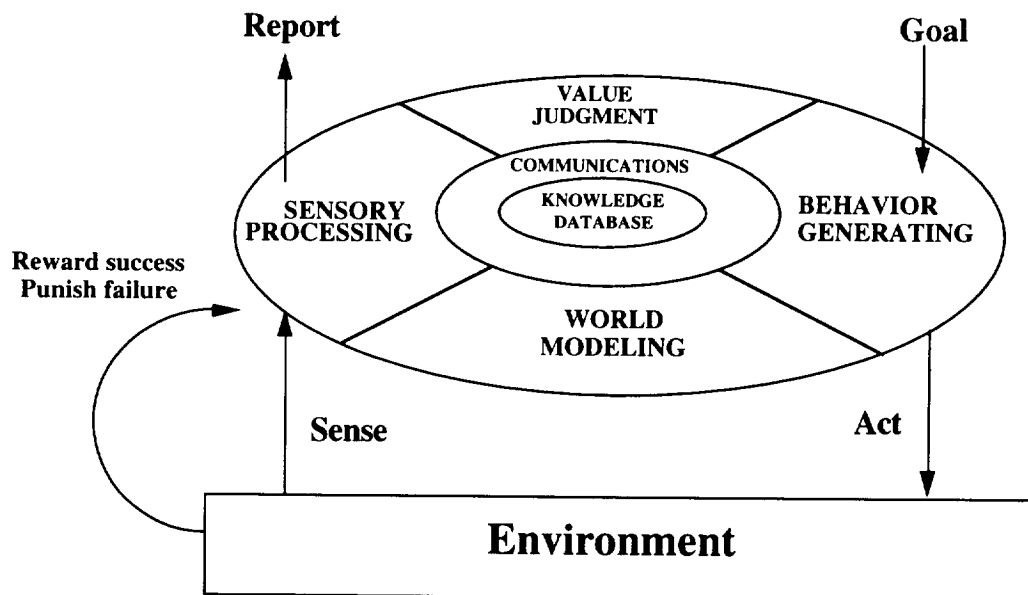 Report
Goal
VALUE
JUDGMENT
COMMUNICATIONS
KNOWLEDGE
DATABASE
SENSORY
PROCESSING
BEHAVIOR
GENERATING
Reward success
Punish failure
WORLD
MODELING
Sense
Act
Environment